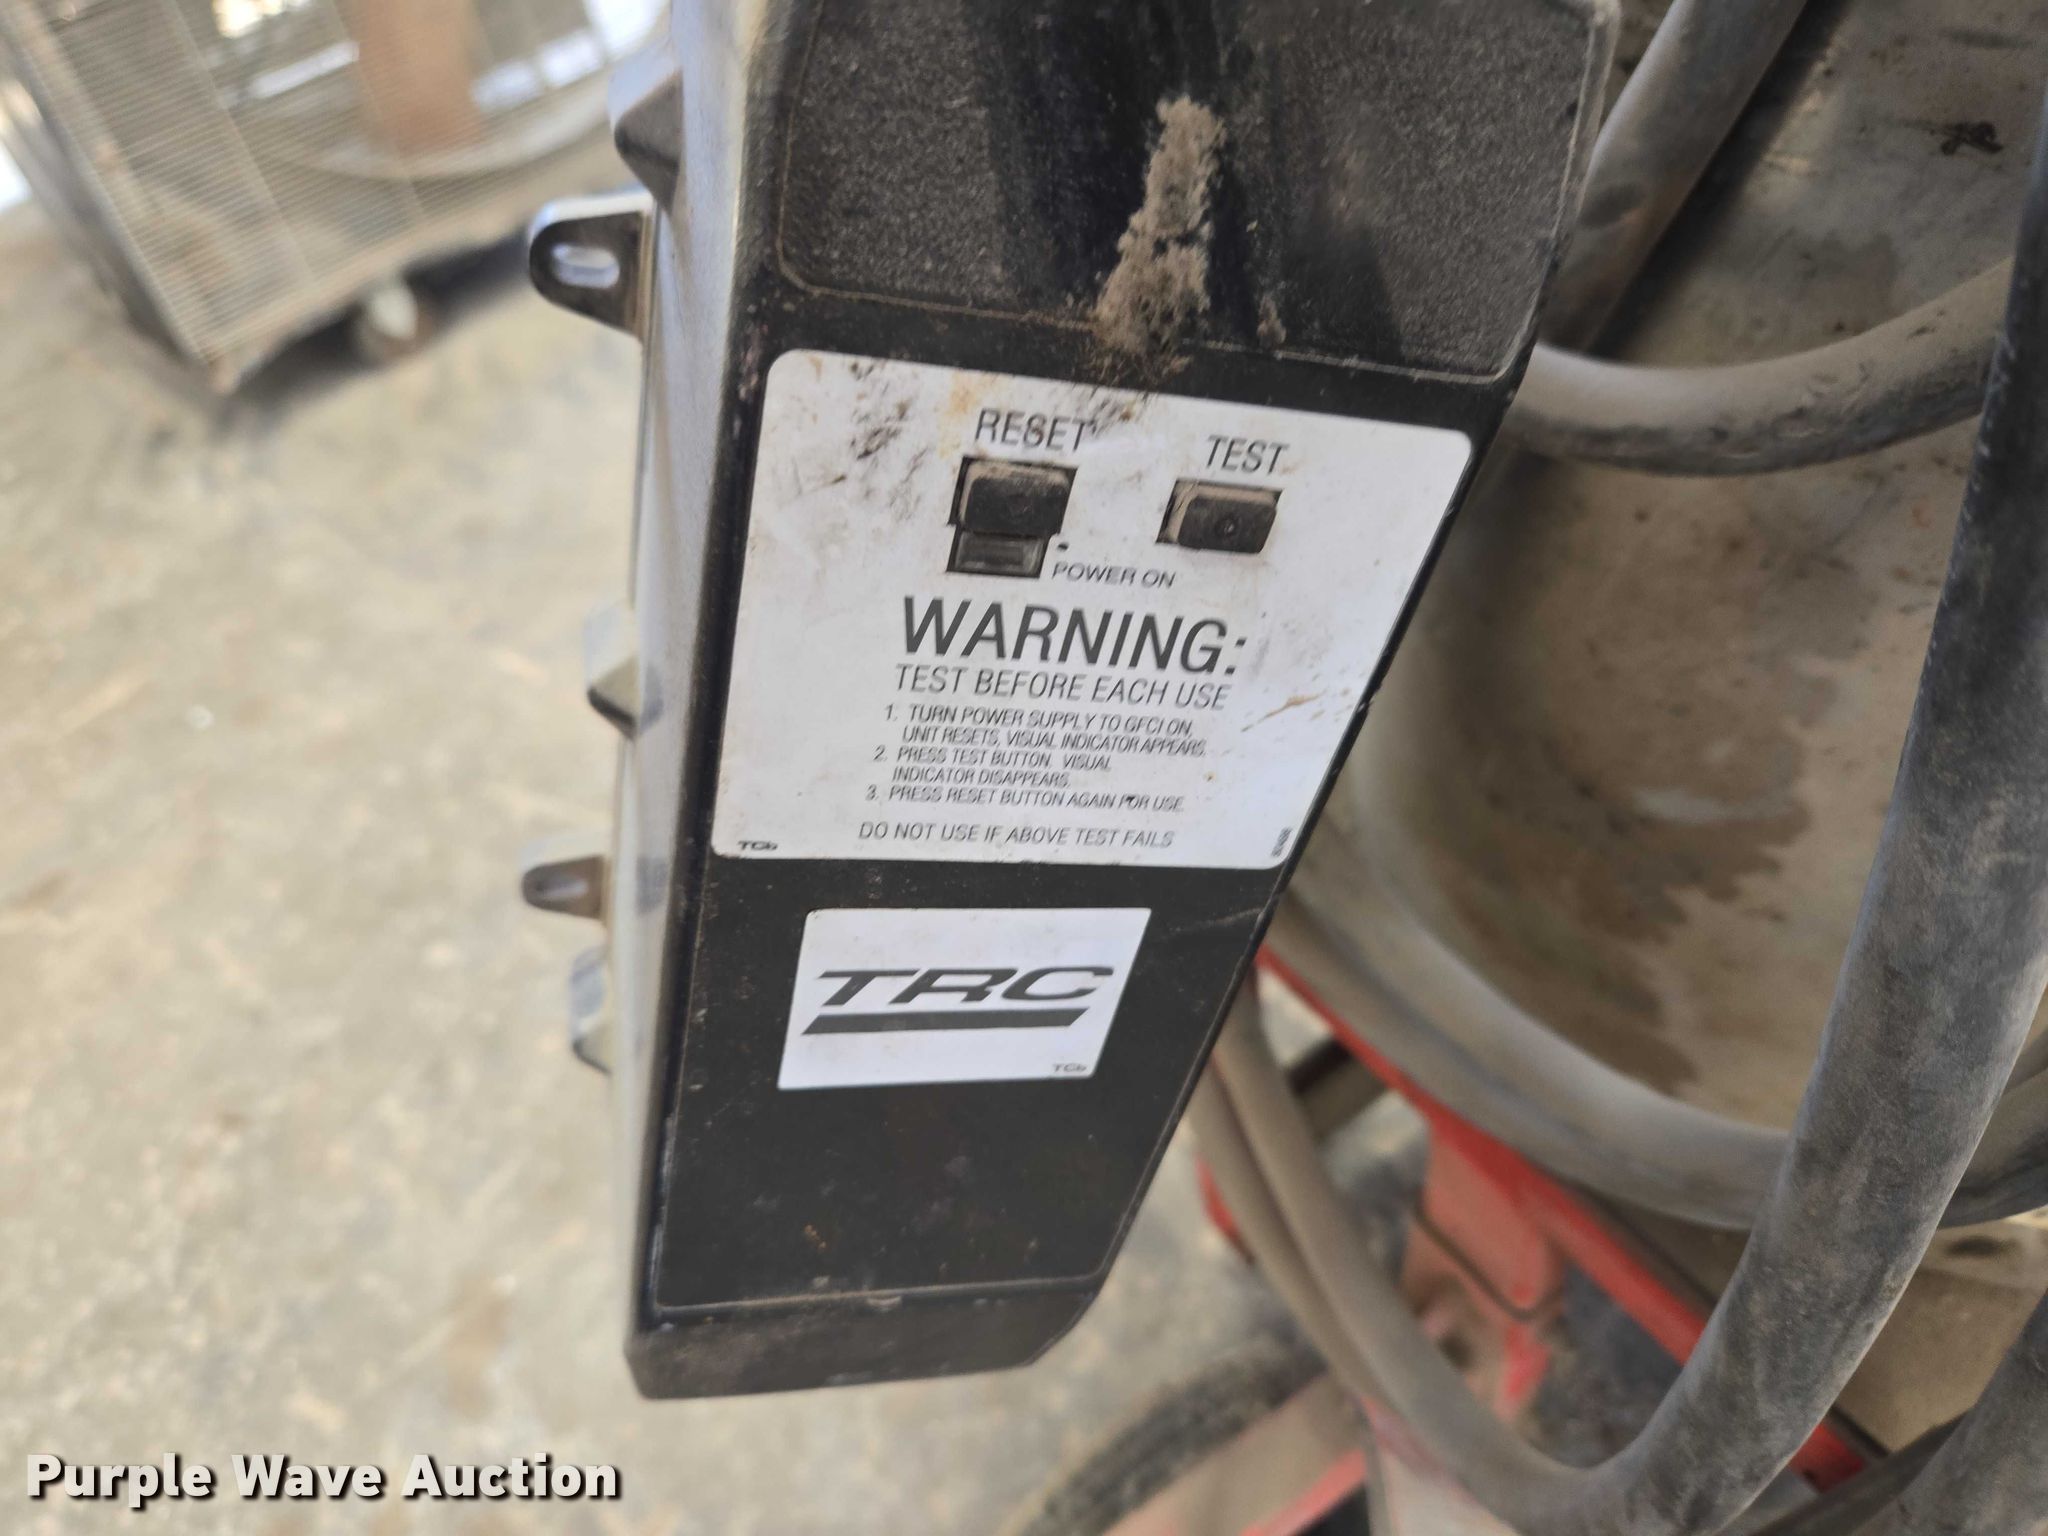 RESET
TEST
POWER ON
WARNING:
TEST BEFORE EACH USE
1. TURN POWER SUPPLY TO GFCI ON,
UNIT RESETS, VISUAL INDICATOR APPEARS.
2. PRESS TEST BUTTON. VISUAL
INDICATOR DISAPPEARS.
3. PRESS RESET BUTTON AGAIN FOR USE.
DO NOT USE IF ABOVE TEST FAILS
TCb
TRC
TCb
Purple Wave Auction